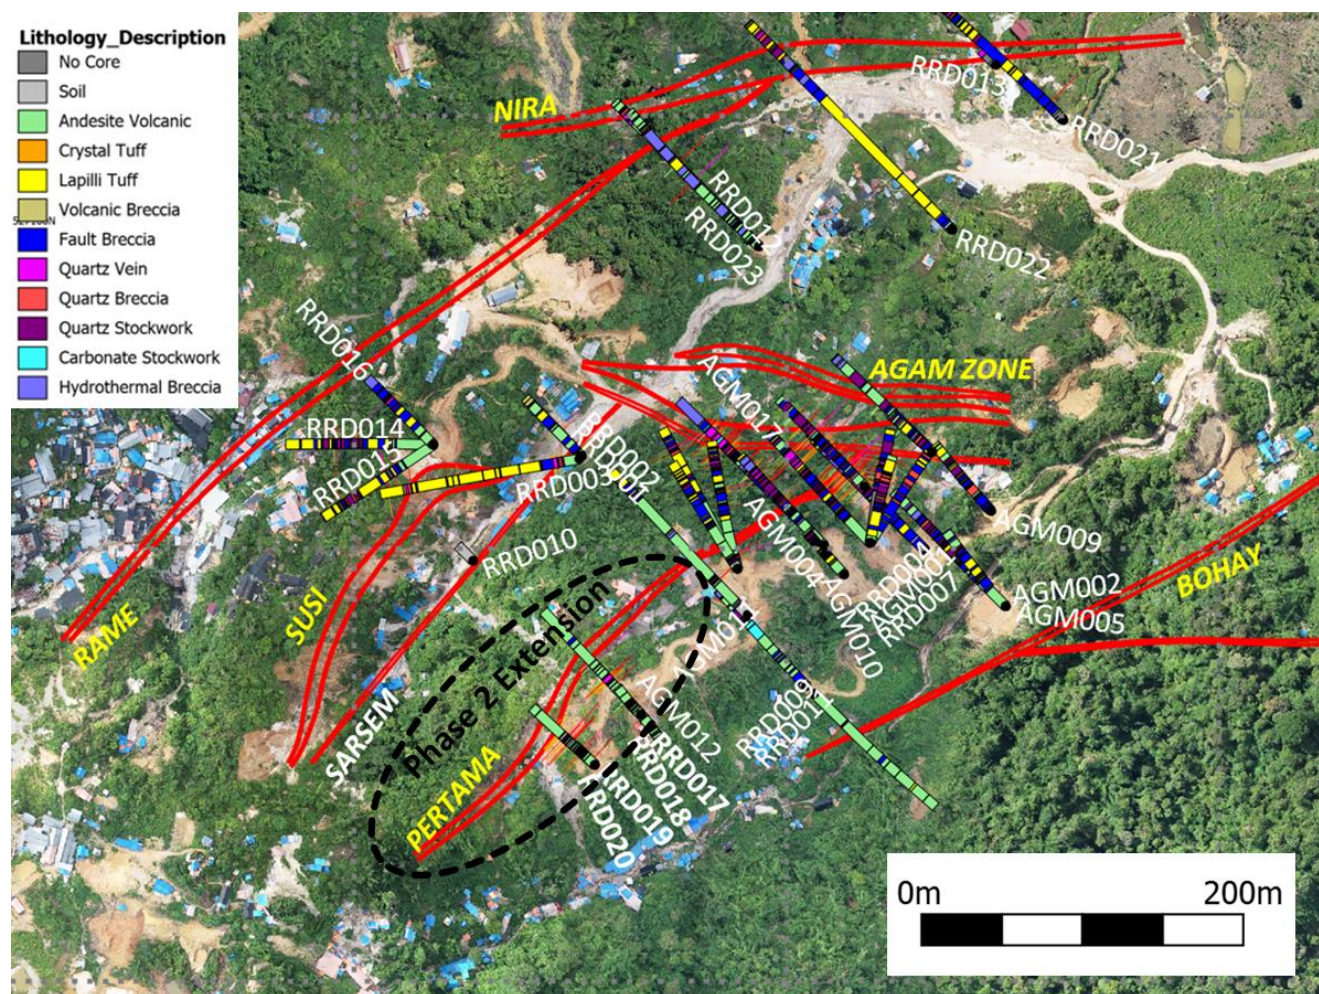 Lithology_Description
No Core
Soil
Andesite Volcanic
Crystal Tuff
Lapilli Tuff
Volcanic Breccia
Fault Breccia
Quartz Vein
Quartz Breccia
Quartz Stockwork
Carbonate Stockwork
Hydrothermal Breccia
NIRA
RRD013
RRD021
RRD012
RRD023
RRD022
RRD016
RRD014
RRD015
AGAM ZONE
AGM017
RRD002
RRD003
RRD010
AGM004
AGM010
RRD004
AGM001
RRD007
AGM009
AGM002
AGM005
BOHAY
RAME
SUSI
SARSEM
Phase 2 Extension
PERTAMA
AGM012
RRD009
RRD011
RRD017
RRD018
RRD019
RRD020
0m
200m